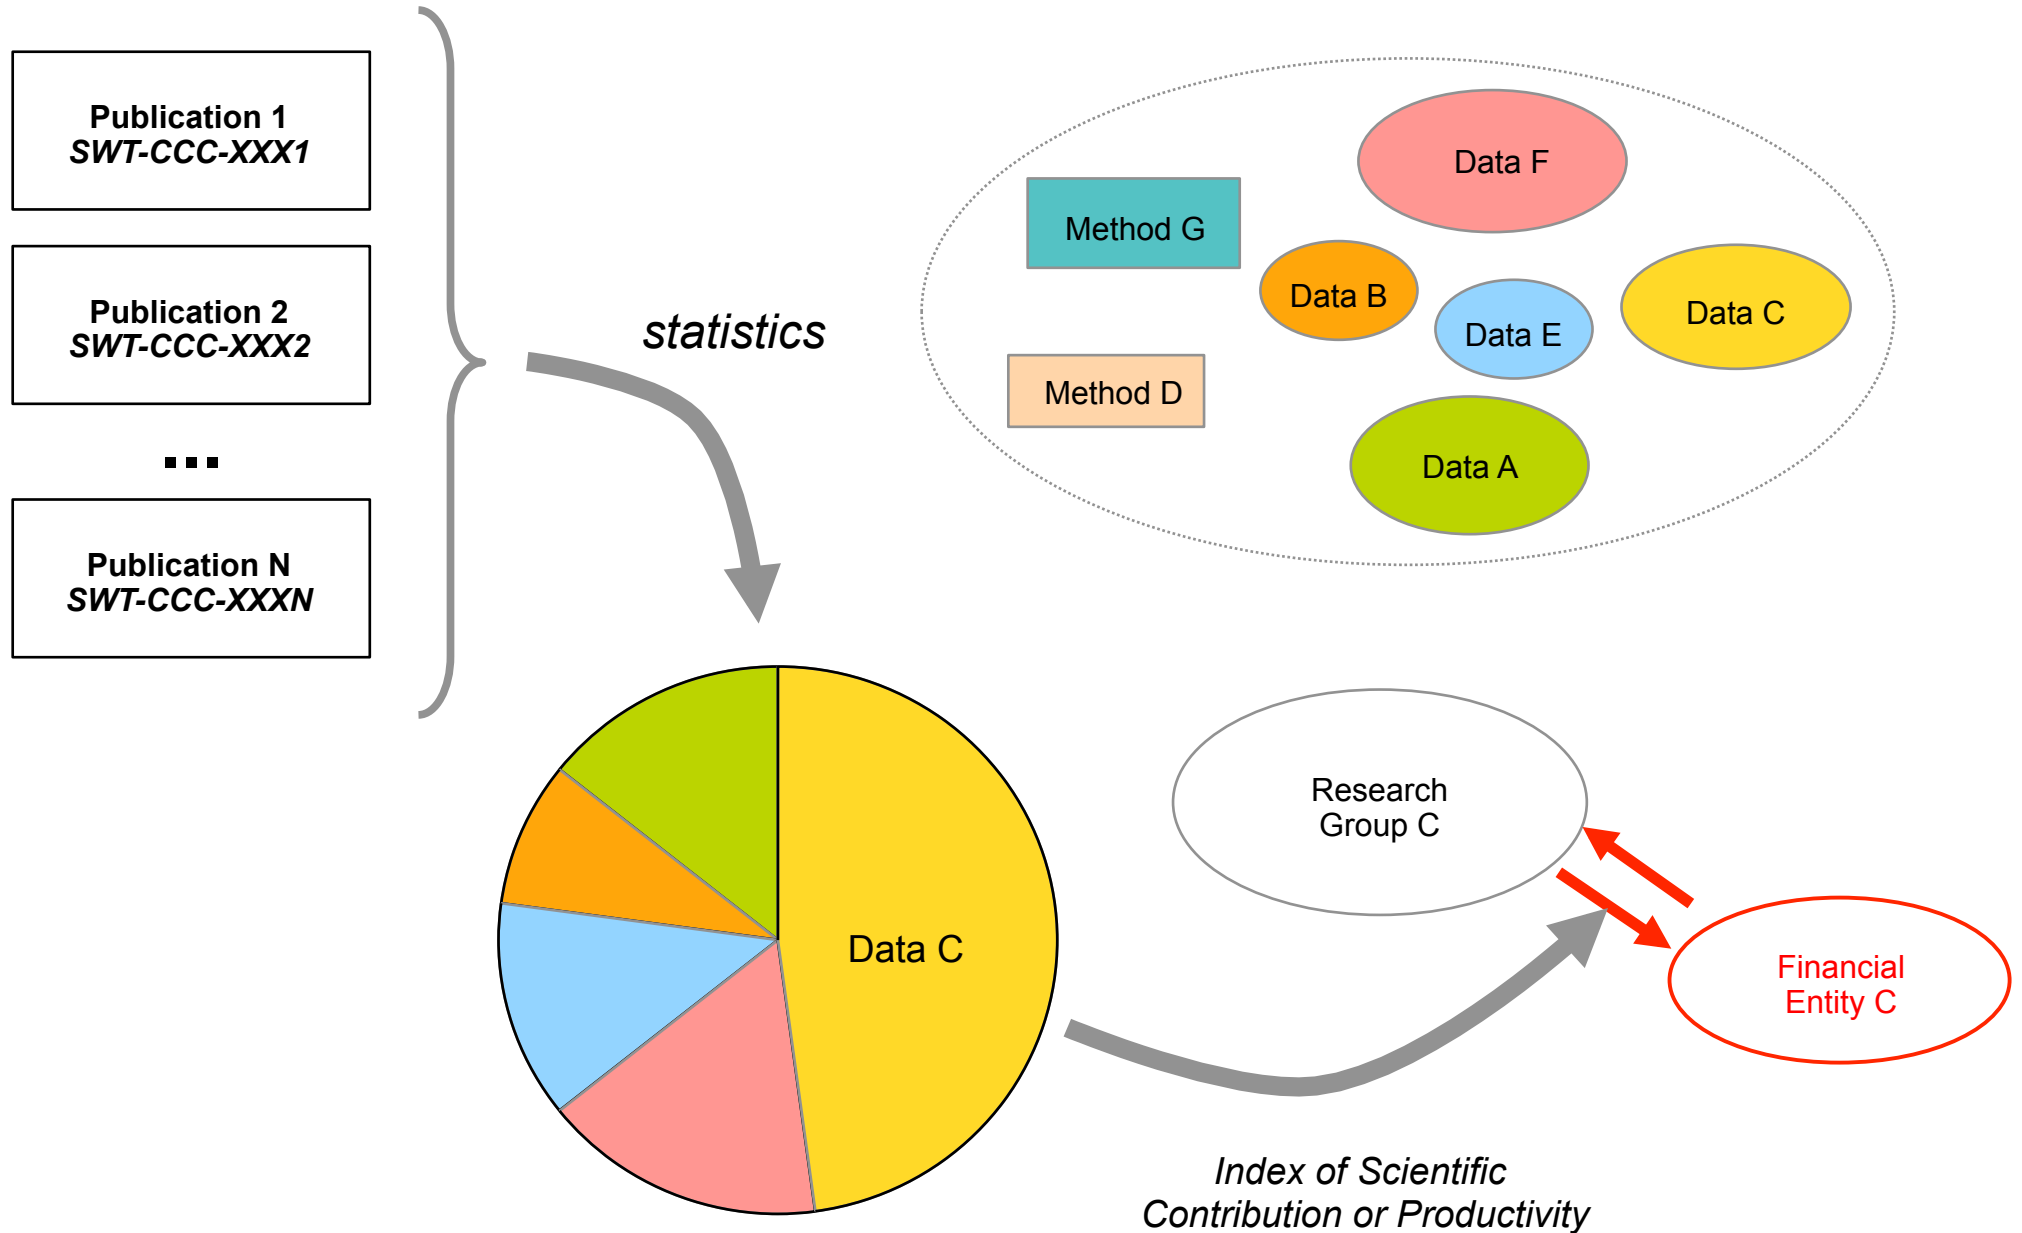 Publication 1
SWT-CCC-XXX1
Publication 2
SWT-CCC-XXX2
...
Publication N
SWT-CCC-XXXN
statistics
Data F
Method G
Data B
Data E
Data C
Method D
Data A
Data C
Research
Group C
Financial
Entity C
Index of Scientific
Contribution or Productivity